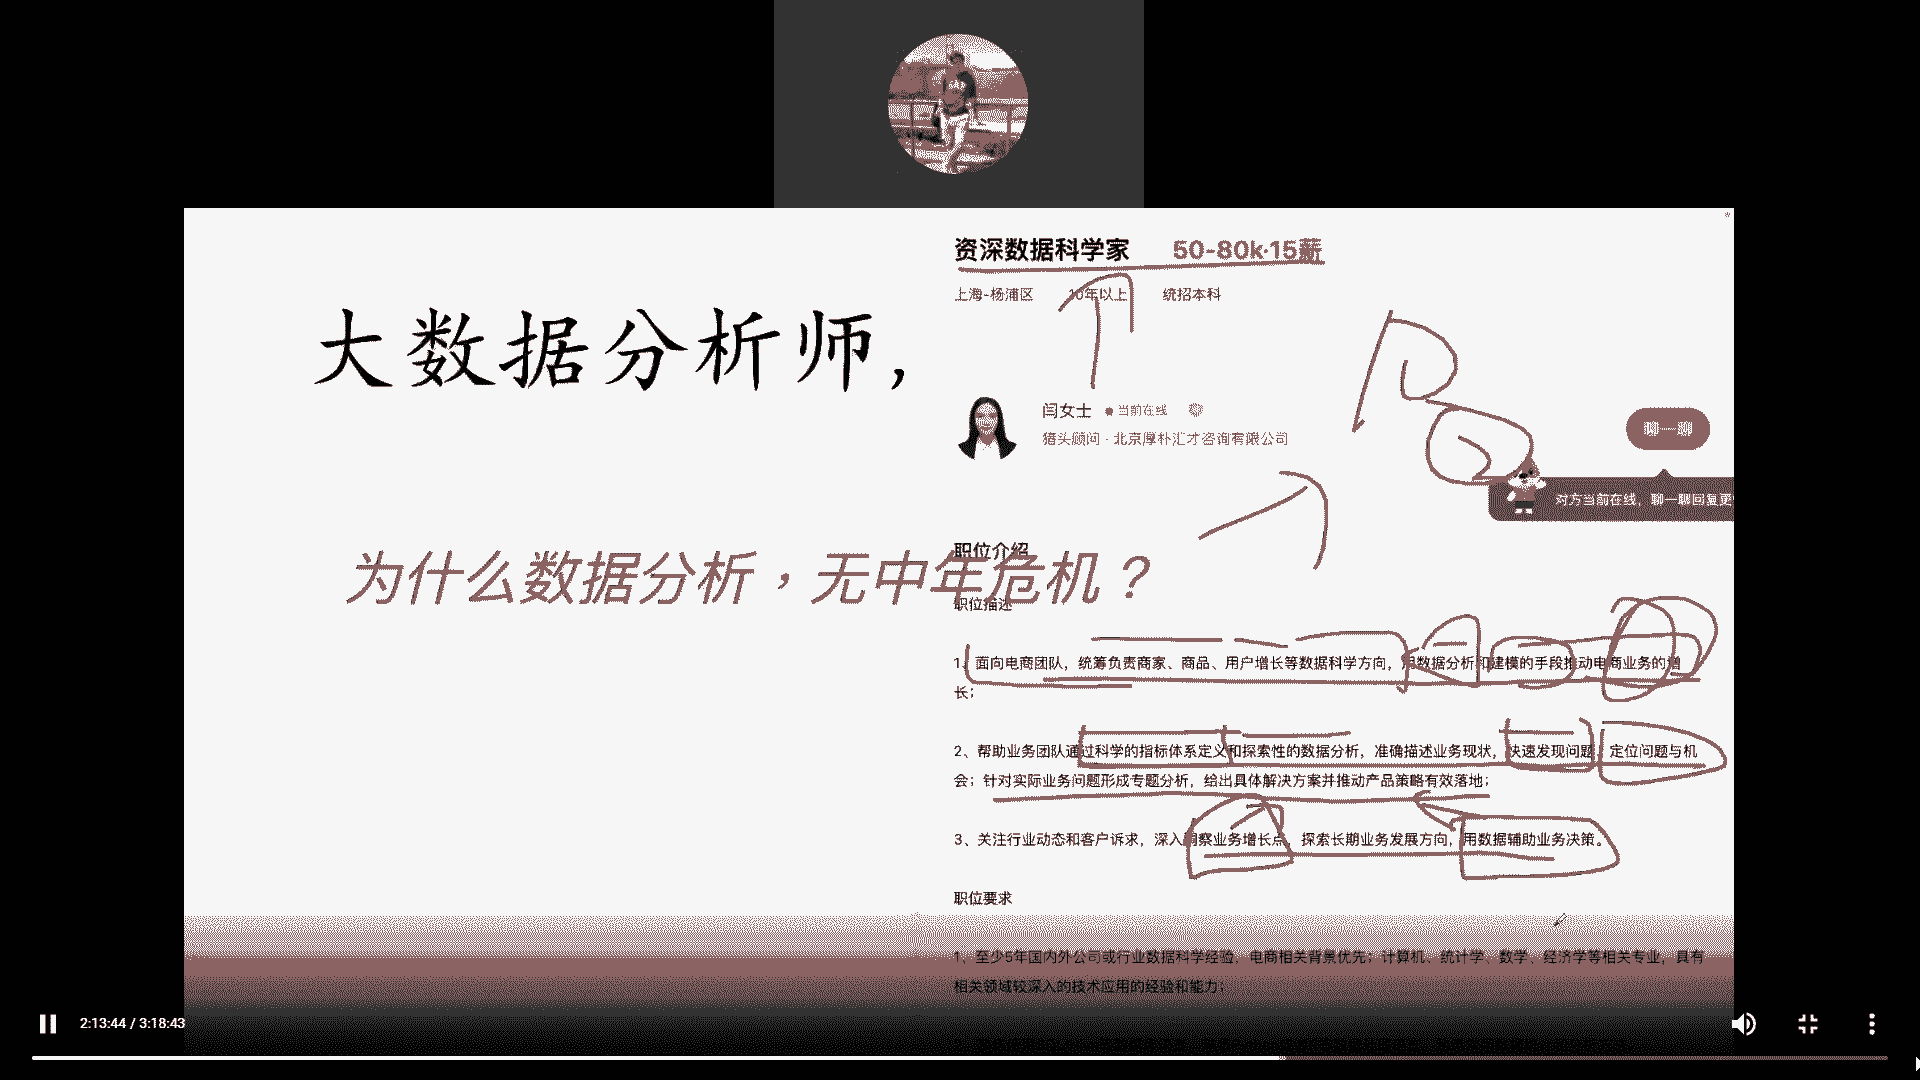 资深数据科学家 50-80k·15薪
上海-杨浦区 10年以上 统招本科
大数据分析师,
闫女士 当前在线
猎头顾问 · 北京厚朴汇才咨询有限公司
聊一聊
对方当前在线，聊一聊回复更
职位介绍
为什么数据分析，无中年危机？
职位描述
1、面向电商团队，统筹负责商家、商品、用户增长等数据科学方向，用数据分析和建模的手段推动电商业务的增
长；
2、帮助业务团队通过科学的指标体系定义和探索性的数据分析，准确描述业务现状，快速发现问题，定位问题与机
会；针对实际业务问题形成专题分析，给出具体解决方案并推动产品策略有效落地；
3、关注行业动态和客户诉求，深入洞察业务增长点，探索长期业务发展方向，用数据辅助业务决策。
职位要求
1、至少5年国内外公司或行业数据科学经验，电商相关背景优先；计算机、统计学、数学、经济学等相关专业，具有
相关领域较深入的技术应用的经验和能力；
2:13:44 / 3:18:43